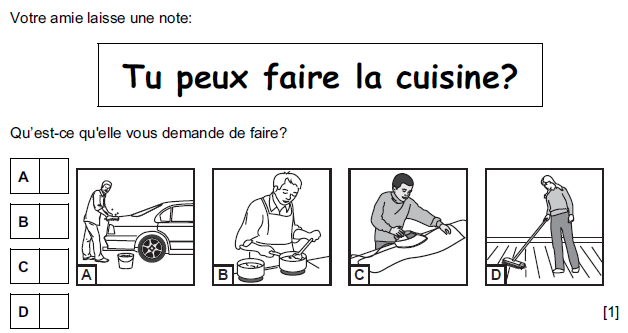 Votre amie laisse une note:
Tu peux faire la cuisine?
Qu'est-ce qu'elle vous demande de faire?
A
B
C
D
A
B
C
D
[1]